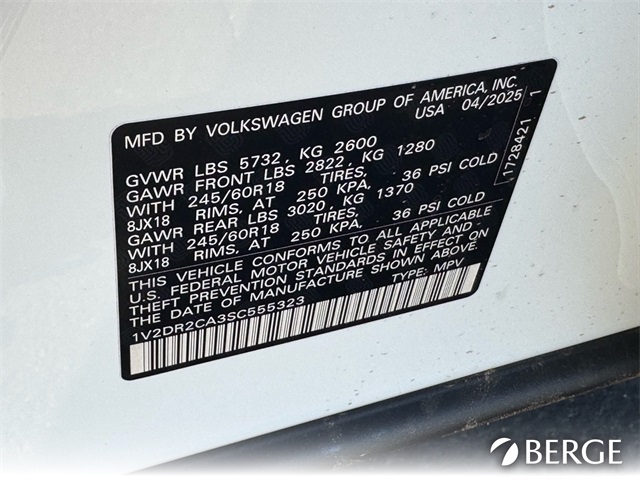 MFD BY VOLKSWAGEN GROUP OF AMERICA, INC.
USA 04/2025
GVWR LBS 5732, KG 2600
GAWR FRONT LBS 2822, KG 1280
WITH 245/60R18 TIRES,
8JX18 RIMS, AT 250 KPA, 36 PSI COLD
GAWR REAR LBS 3020, KG 1370
WITH 245/60R18 TIRES,
8JX18 RIMS, AT 250 KPA, 36 PSI COLD
THIS VEHICLE CONFORMS TO ALL APPLICABLE
U.S. FEDERAL MOTOR VEHICLE SAFETY AND
THEFT PREVENTION STANDARDS IN EFFECT ON
THE DATE OF MANUFACTURE SHOWN ABOVE.
TYPE: MPV
1V2DR2CA3SC555323
1728421 1
BERGE